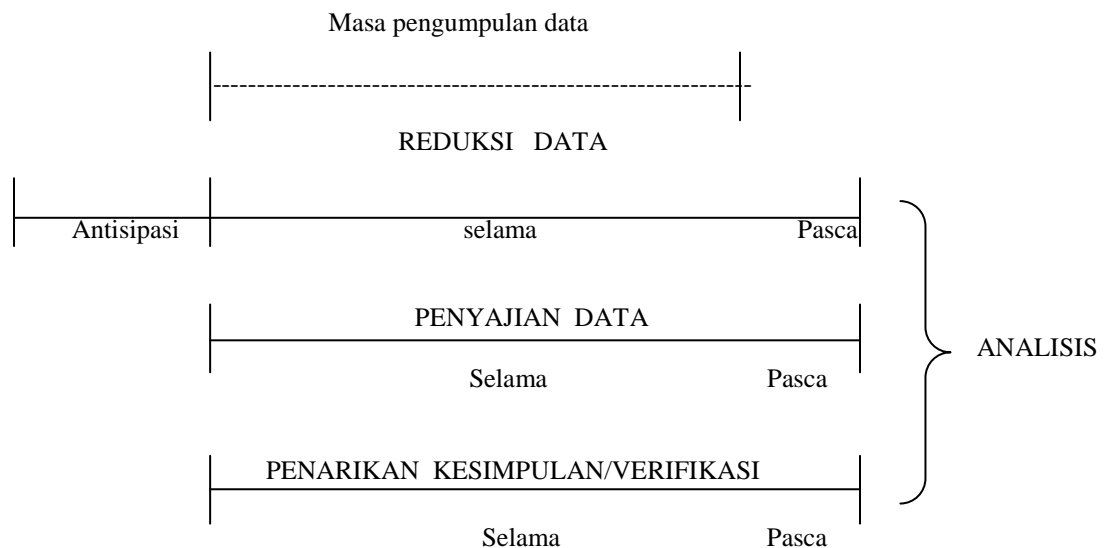 Masa pengumpulan data
REDUKSI DATA
Antisipasi selama Pasca
PENYAJIAN DATA
ANALISIS
Selama Pasca
PENARIKAN KESIMPULAN/VERIFIKASI
Selama Pasca